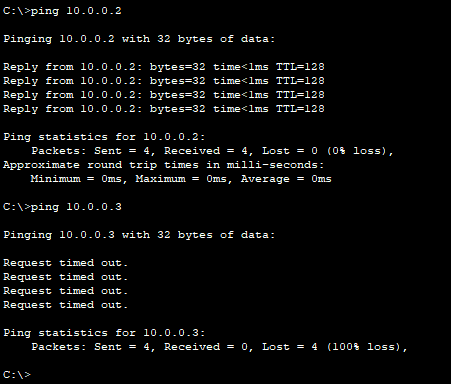 C:\>ping 10.0.0.2
Pinging 10.0.0.2 with 32 bytes of data:
Reply from 10.0.0.2: bytes=32 time<1ms TTL=128
Reply from 10.0.0.2: bytes=32 time<1ms TTL=128
Reply from 10.0.0.2: bytes=32 time<1ms TTL=128
Reply from 10.0.0.2: bytes=32 time<1ms TTL=128
Ping statistics for 10.0.0.2:
    Packets: Sent = 4, Received = 4, Lost = 0 (0% loss),
Approximate round trip times in milli-seconds:
    Minimum = 0ms, Maximum = 0ms, Average = 0ms
C:\>ping 10.0.0.3
Pinging 10.0.0.3 with 32 bytes of data:
Request timed out.
Request timed out.
Request timed out.
Request timed out.
Ping statistics for 10.0.0.3:
    Packets: Sent = 4, Received = 0, Lost = 4 (100% loss),
C:\>